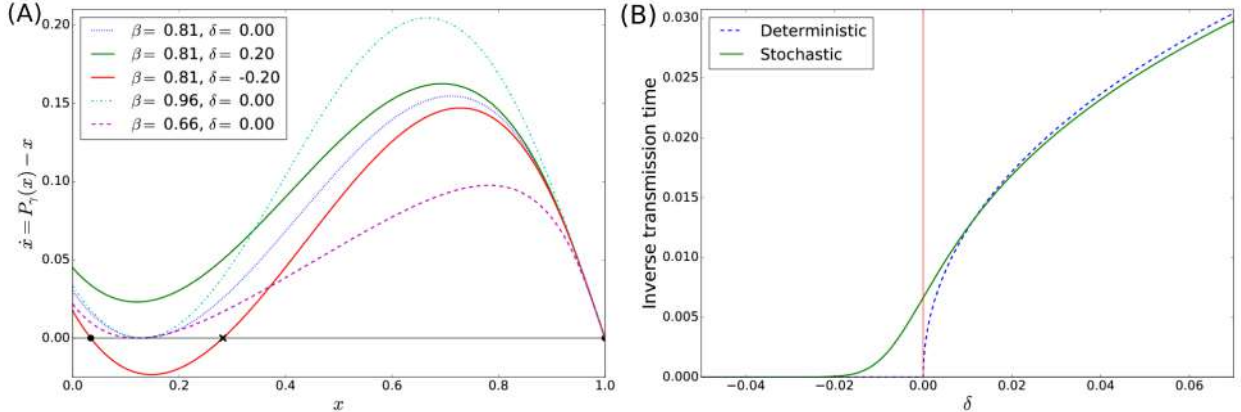 (A)
0.20
0.15
0.10
0.05
0.00
ẋ = P_γ(x) − x
β = 0.81, δ = 0.00
β = 0.81, δ = 0.20
β = 0.81, δ = -0.20
β = 0.96, δ = 0.00
β = 0.66, δ = 0.00
0.0 0.2 0.4 0.6 0.8 1.0
x
(B)
0.030
0.025
0.020
0.015
0.010
0.005
0.000
Inverse transmission time
Deterministic
Stochastic
−0.04 −0.02 0.00 0.02 0.04 0.06
δ